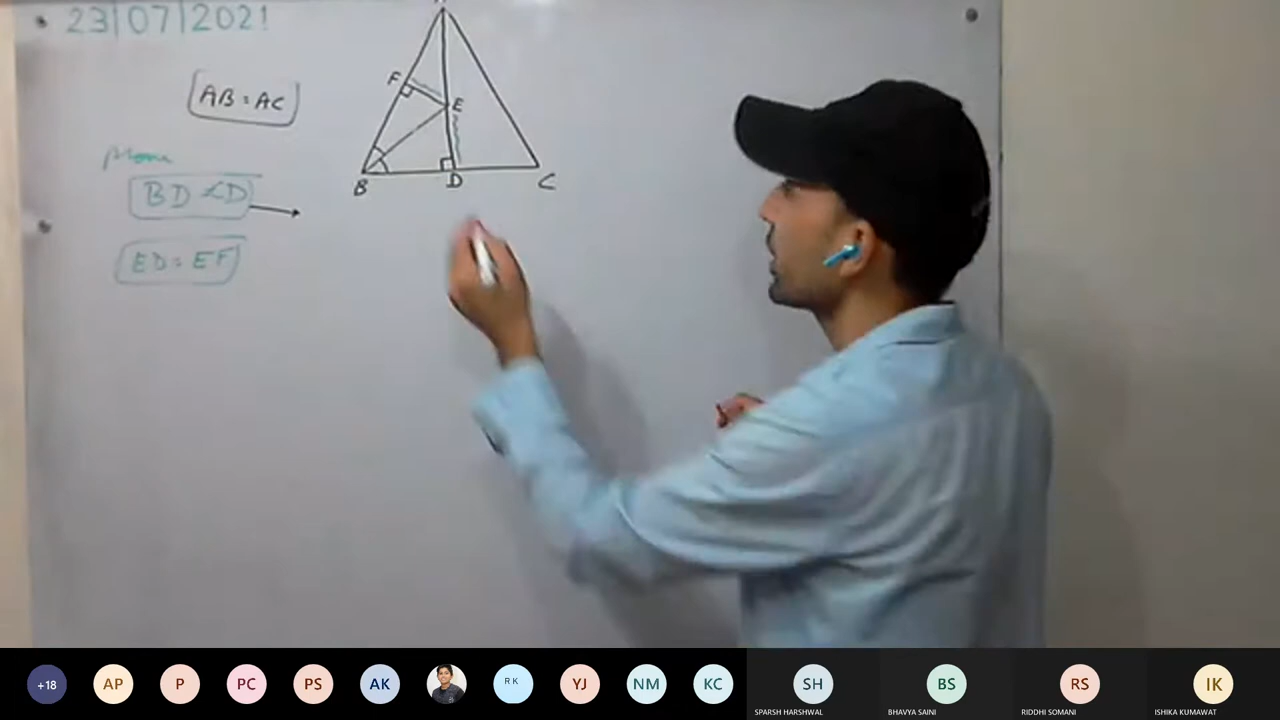 23/07/2021
AB = AC
F
E
BD = CD
B
D
C
ED = EF
+18
AP
P
PC
PS
AK
RK
YJ
NM
KC
SH
BS
RS
IK
SPARSH HARSHWAL
BHAVYA SAINI
RIDDHI SOMANI
ISHIKA KUMAWAT